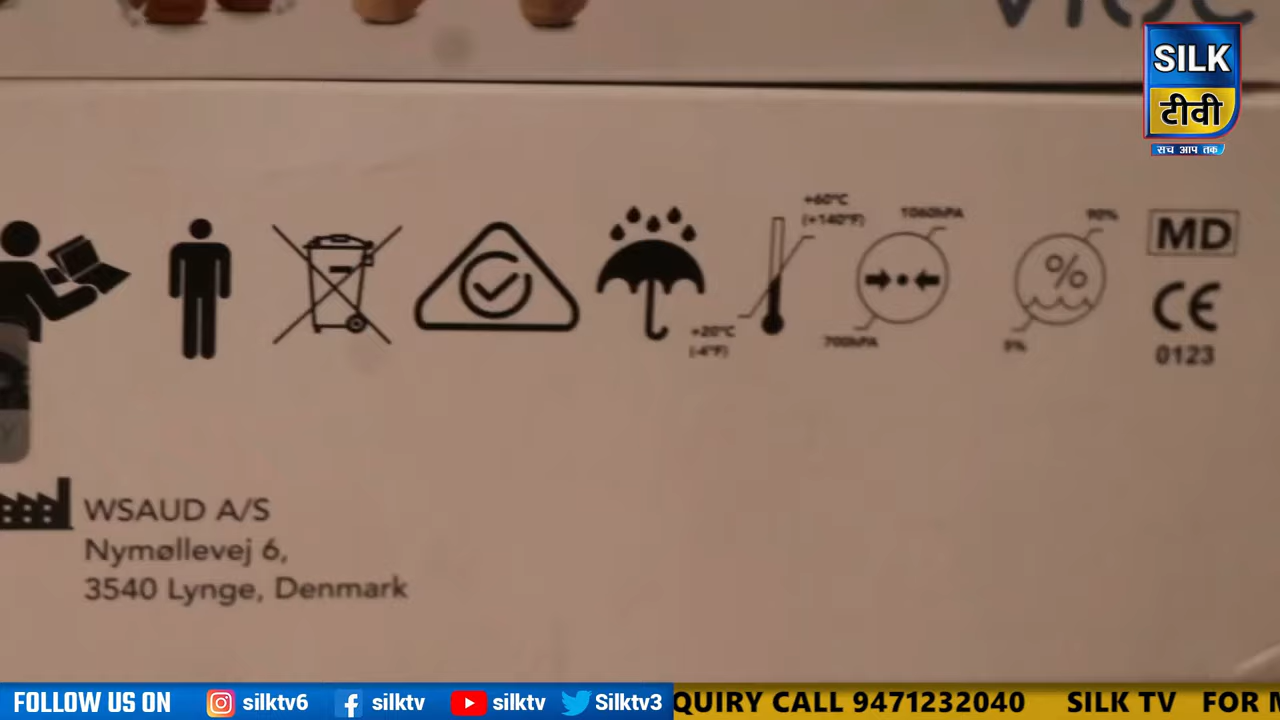 SILK
टीवी
सच आप तक
+60°C
(+140°F)
1060hPA
90%
MD
%
CE
0123
+20°C
(-4°F)
700hPA
WSAUD A/S
Nymøllevej 6,
3540 Lynge, Denmark
FOLLOW US ON silktv6 silktv silktv Silktv3 QUIRY CALL 9471232040 SILK TV FOR M